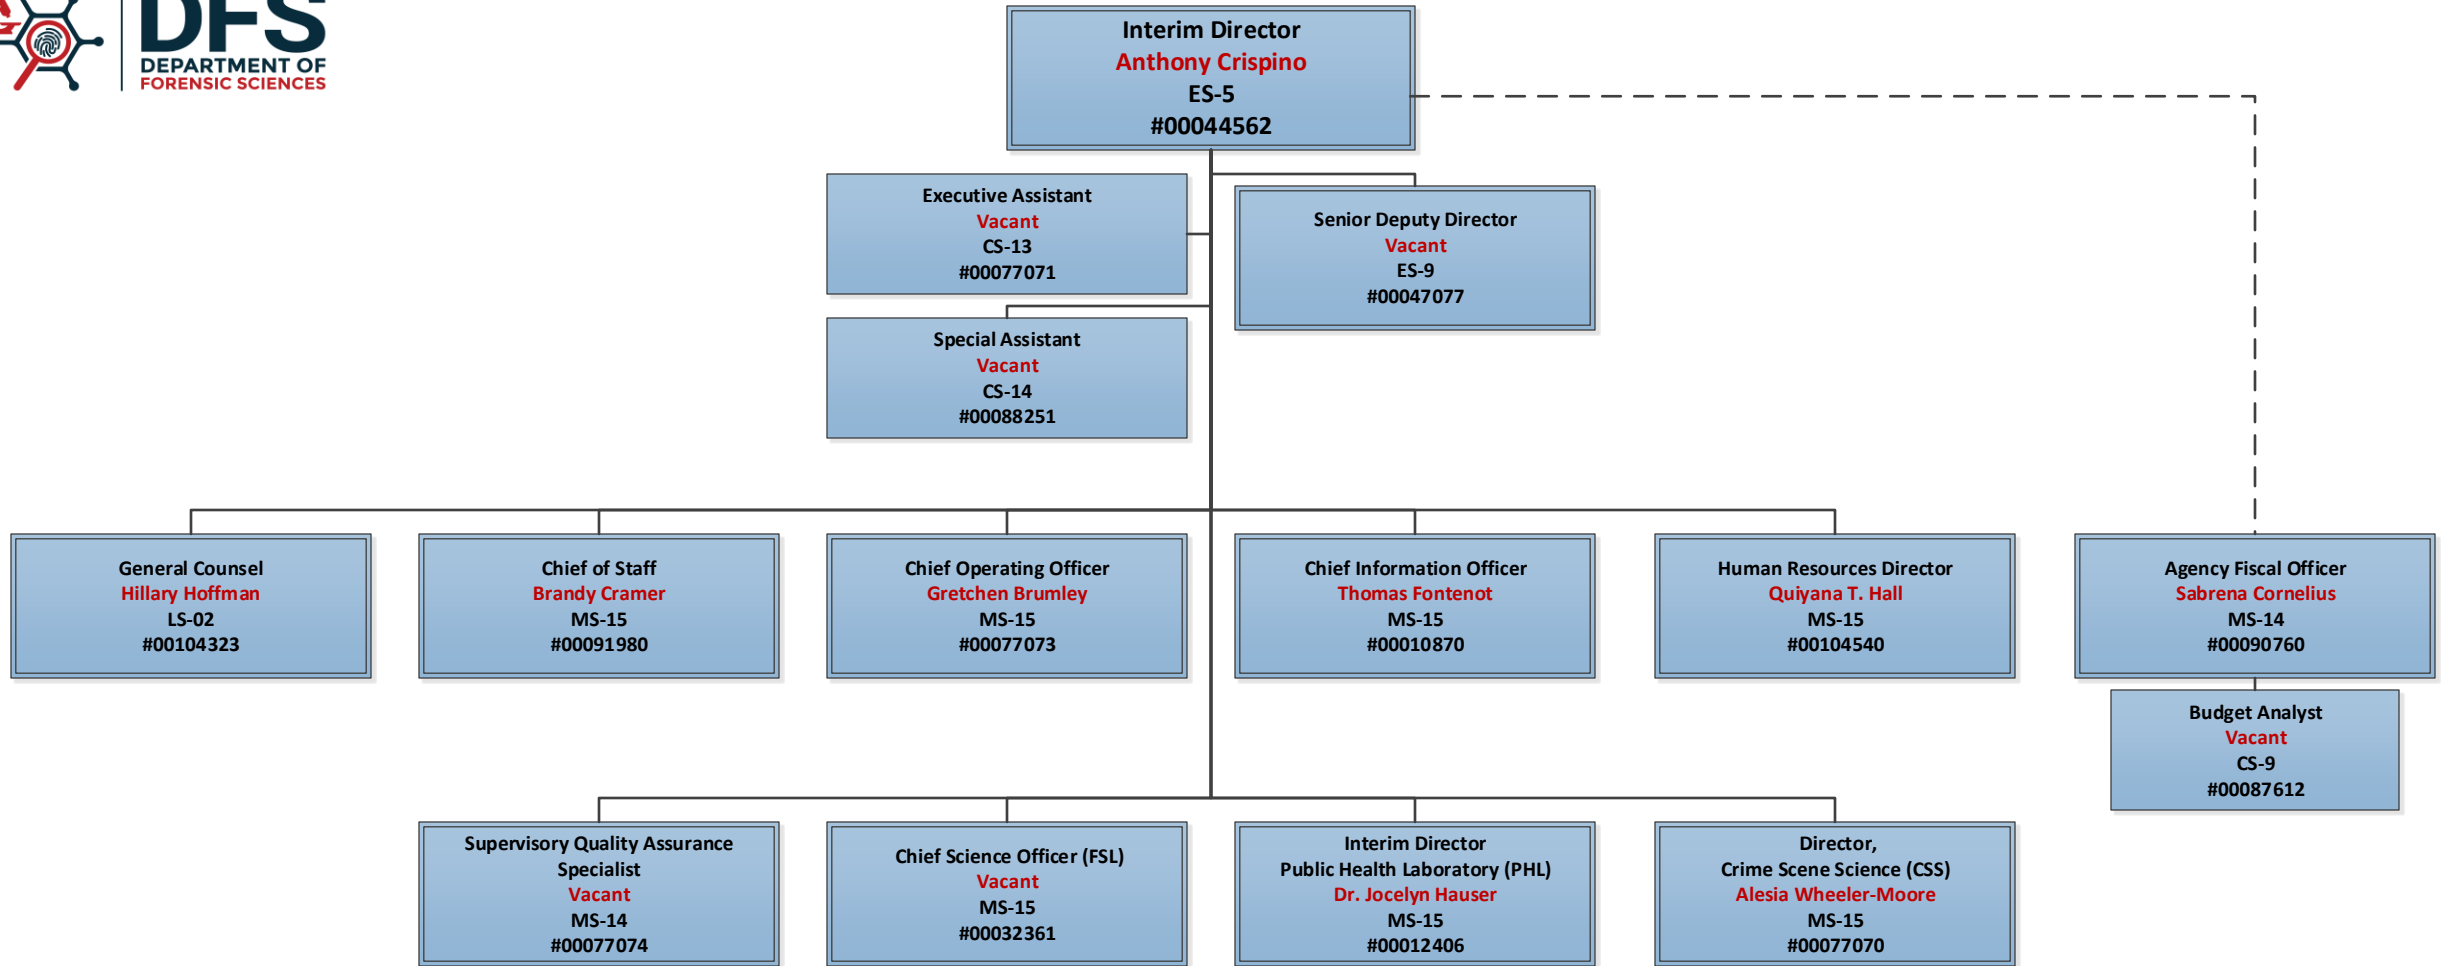 DFS
DEPARTMENT OF
FORENSIC SCIENCES
Interim Director
Anthony Crispino
ES-5
#00044562
Executive Assistant
Vacant
CS-13
#00077071
Senior Deputy Director
Vacant
ES-9
#00047077
Special Assistant
Vacant
CS-14
#00088251
General Counsel
Hillary Hoffman
LS-02
#00104323
Chief of Staff
Brandy Cramer
MS-15
#00091980
Chief Operating Officer
Gretchen Brumley
MS-15
#00077073
Chief Information Officer
Thomas Fontenot
MS-15
#00010870
Human Resources Director
Quiyana T. Hall
MS-15
#00104540
Agency Fiscal Officer
Sabrena Cornelius
MS-14
#00090760
Budget Analyst
Vacant
CS-9
#00087612
Supervisory Quality Assurance
Specialist
Vacant
MS-14
#00077074
Chief Science Officer (FSL)
Vacant
MS-15
#00032361
Interim Director
Public Health Laboratory (PHL)
Dr. Jocelyn Hauser
MS-15
#00012406
Director,
Crime Scene Science (CSS)
Alesia Wheeler-Moore
MS-15
#00077070